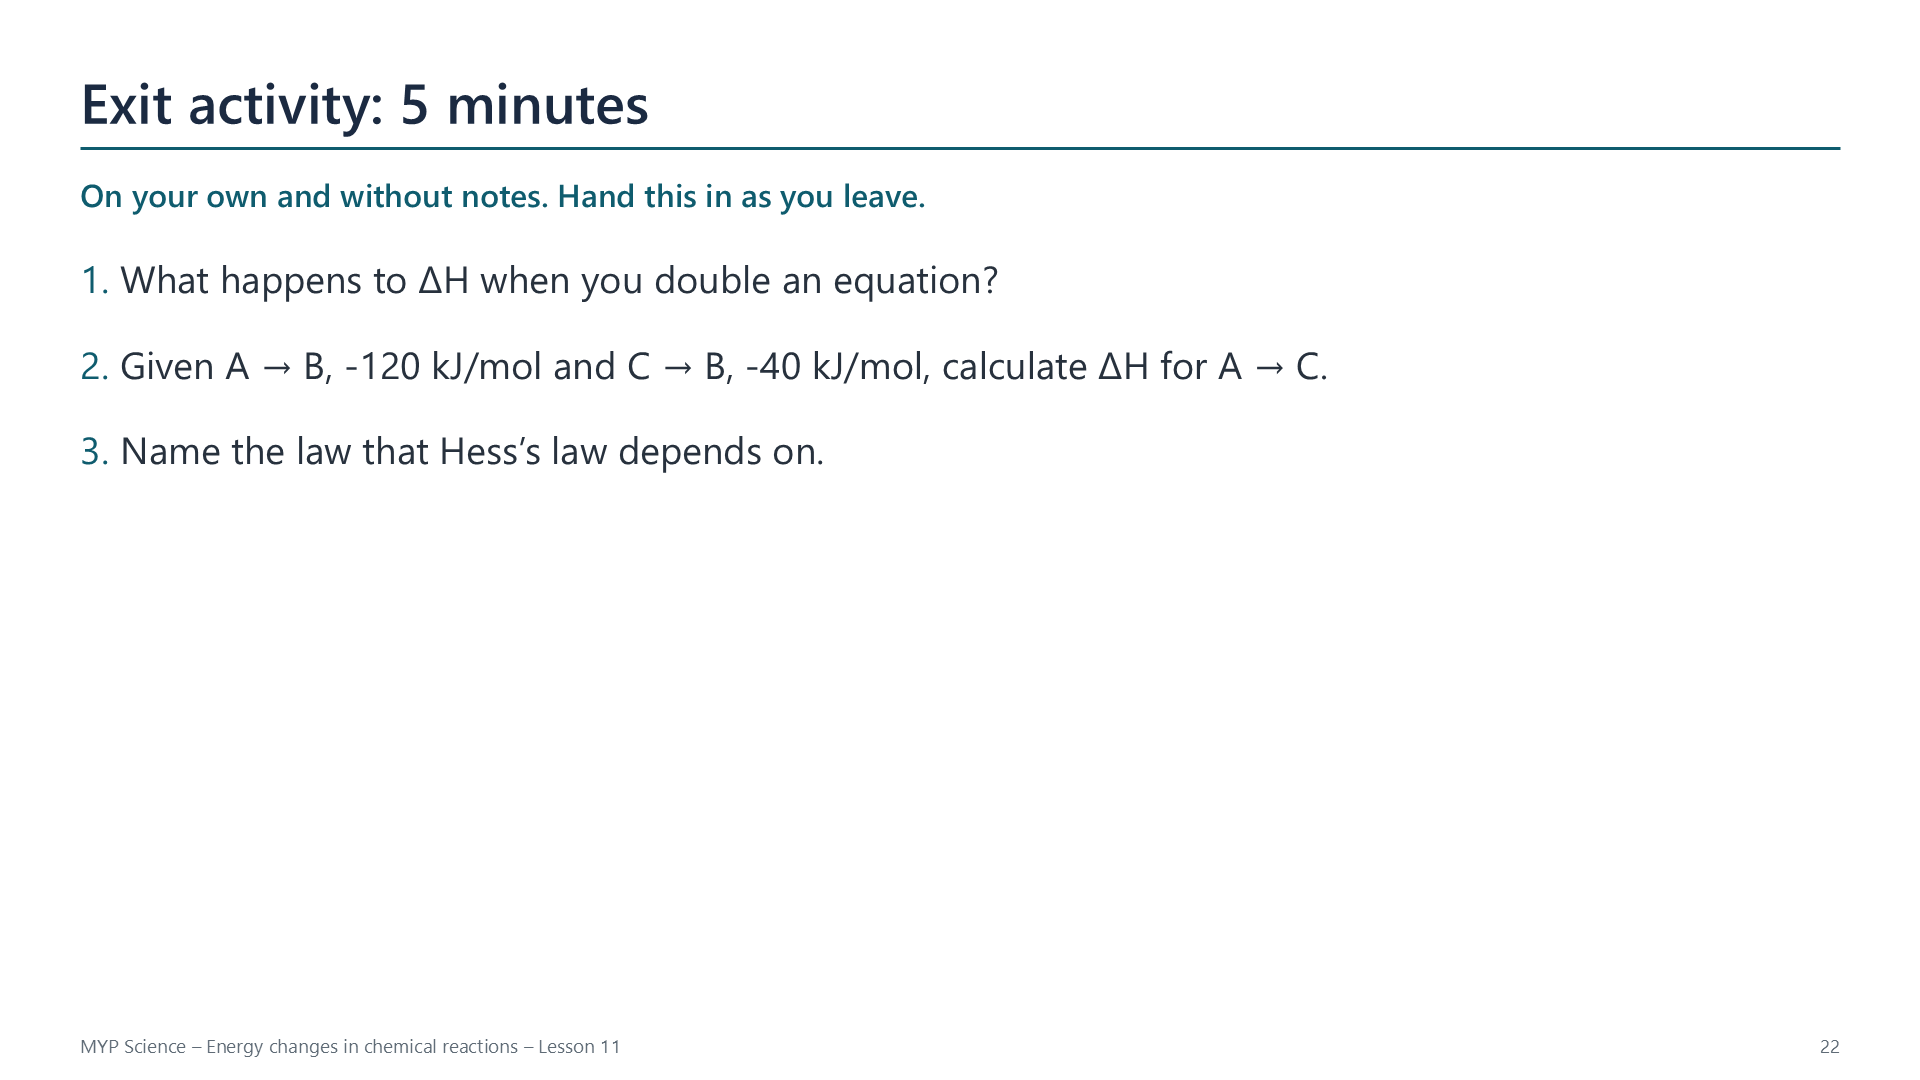 Exit activity: 5 minutes
On your own and without notes. Hand this in as you leave.
1. What happens to ΔH when you double an equation?
2. Given A → B, -120 kJ/mol and C → B, -40 kJ/mol, calculate ΔH for A → C.
3. Name the law that Hess’s law depends on.
MYP Science – Energy changes in chemical reactions – Lesson 11
22